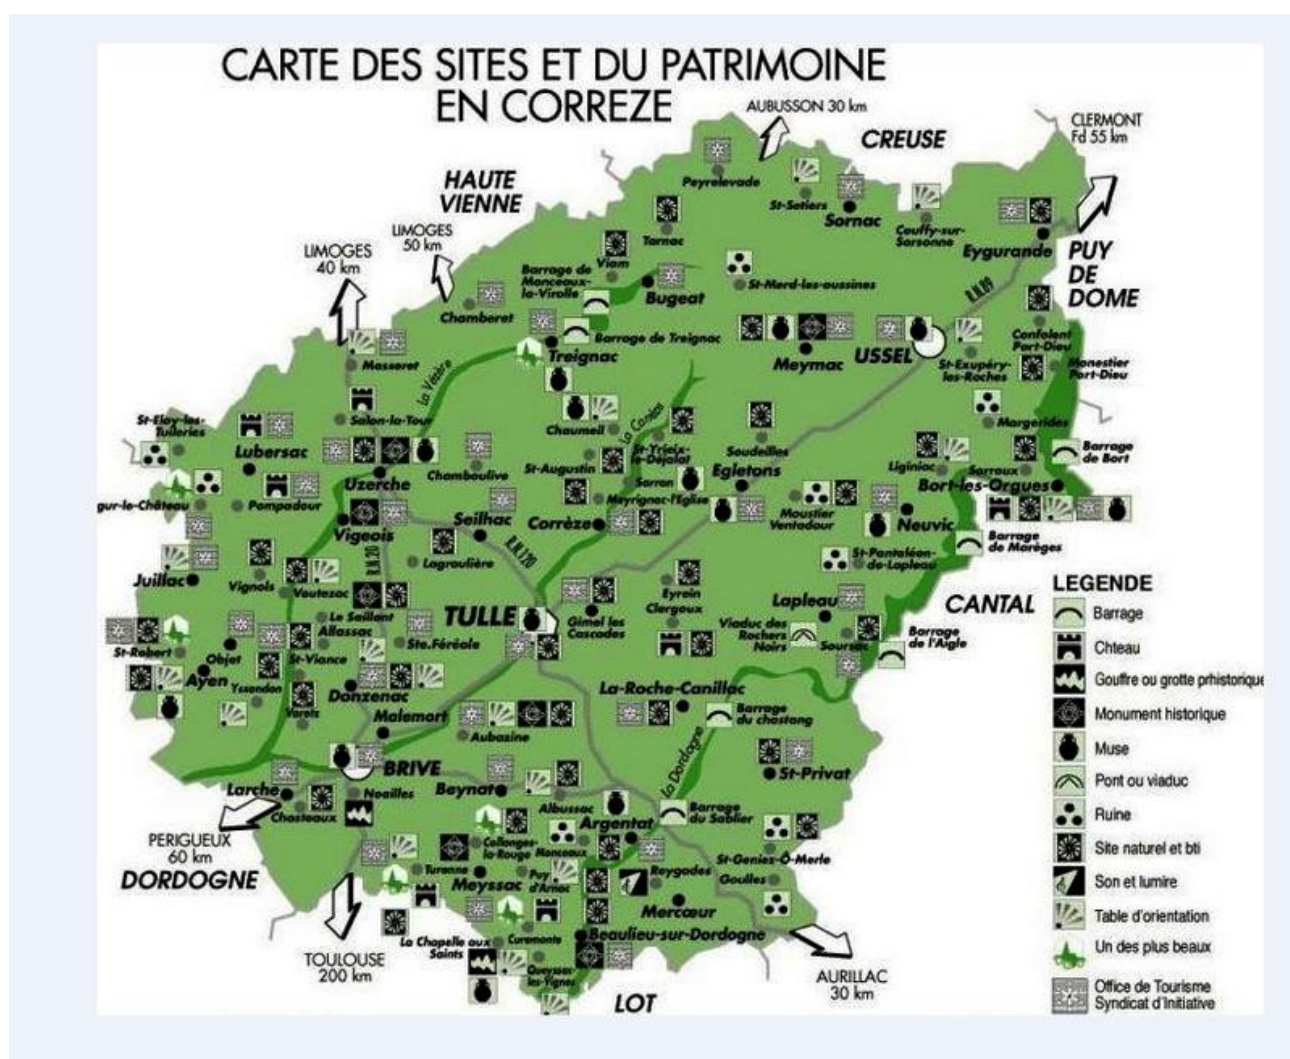 CARTE DES SITES ET DU PATRIMOINE
EN CORREZE
AUBUSSON 30 km
CREUSE
CLERMONT
Fd 55 km
HAUTE
VIENNE
LIMOGES
50 km
LIMOGES
40 km
Peyrelevade
St-Setiers
Sornac
Couffy-sur-
Sarsonne
Eygurande
PUY
DE
DOME
Tarnac
Viam
Barrage de
Monceaux-
la-Virolle
Bugeat
St-Merd-les-oussines
R.N.89
Chamberet
Barrage de Treignac
Treignac
Confolent
Port-Dieu
Meymac
USSEL
St-Exupéry-
les-Roches
Monestier
Port-Dieu
Masseret
La Vézère
Salon-la-Tour
St-Eloy-les-
Tuileries
Lubersac
Chaumeil
La Corrèze
Margerides
Soudeilles
St-Yrieix-
le-Déjalat
Chamboulive
St-Augustin
Sarran
Egletons
Liginiac
Sarroux
Barrage
de Bort
Bort-les-Orgues
Uzerche
gur-le-Château
Pompadour
Meyrignac-l'Eglise
Vigeois
Seilhac
Corrèze
Moustier
Ventadour
Neuvic
Barrage
de Marèges
R.N.20
R.N.120
Lagraulière
Juillac
Vignols
Voutezac
St-Pantaléon-
de-Lapleau
Eyrein
Clergoux
Lapleau
CANTAL
Le Saillant
Allassac
TULLE
Gimel les
Cascades
Viaduc des
Rochers
Noirs
Soursac
Barrage
de l'Aigle
St-Robert
Objat
St-Viance
Ste.Féréole
Ayen
Yssandon
Donzenac
La-Roche-Canillac
Varetz
Malemort
Aubazine
Barrage
du chastang
La Dordogne
St-Privat
BRIVE
Larche
Noailles
Beynat
Chasteaux
Albussac
Argentat
Barrage
du Sablier
PERIGUEUX
60 km
DORDOGNE
Collonges-
la-Rouge
Monceaux
St-Geniez-Ô-Merle
Turenne
Meyssac
Puy
d'Arnac
Reygades
Goulles
Mercœur
La Chapelle aux
Saints
Curemonte
Beaulieu-sur-Dordogne
Queyssac
les-Vignes
TOULOUSE
200 km
AURILLAC
30 km
LOT
LEGENDE
Barrage
Chteau
Gouffre ou grotte prhistorique
Monument historique
Muse
Pont ou viaduc
Ruine
Site naturel et bti
Son et lumire
Table d'orientation
Un des plus beaux
Office de Tourisme
Syndicat d'Initiative